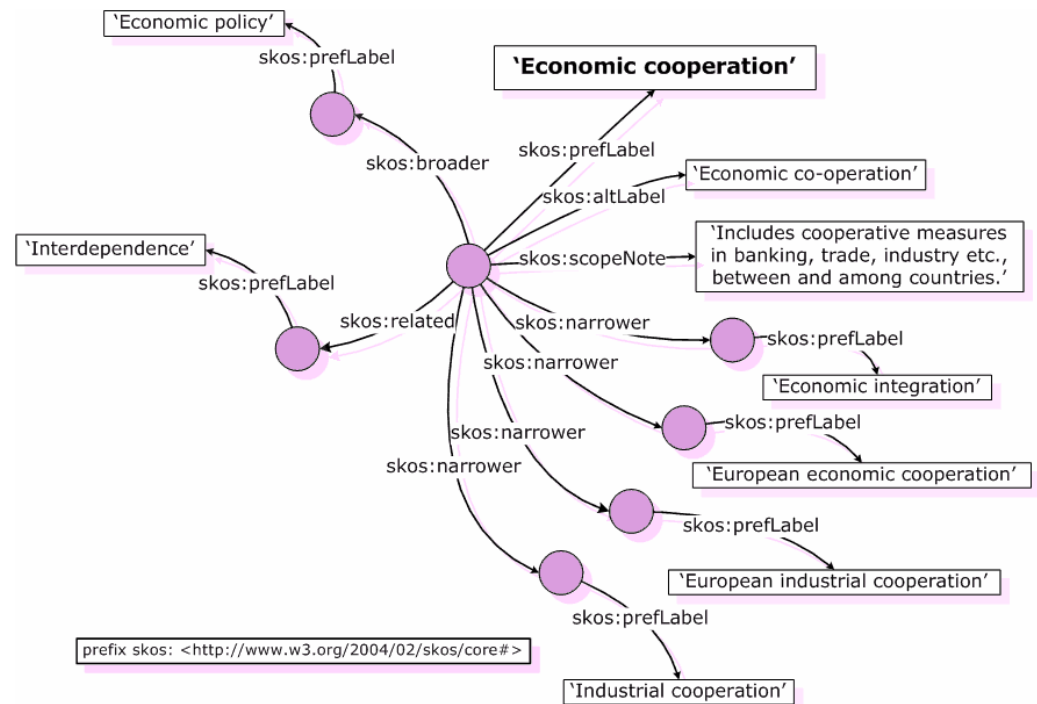 ‘Economic policy’
skos:prefLabel
‘Economic cooperation’
skos:prefLabel
skos:broader
‘Economic co-operation’
skos:altLabel
‘Interdependence’
skos:prefLabel
skos:scopeNote
‘Includes cooperative measures
in banking, trade, industry etc.,
between and among countries.’
skos:related
skos:narrower
skos:prefLabel
‘Economic integration’
skos:narrower
skos:prefLabel
‘European economic cooperation’
skos:narrower
skos:prefLabel
‘European industrial cooperation’
skos:narrower
skos:prefLabel
‘Industrial cooperation’
prefix skos: <http://www.w3.org/2004/02/skos/core#>